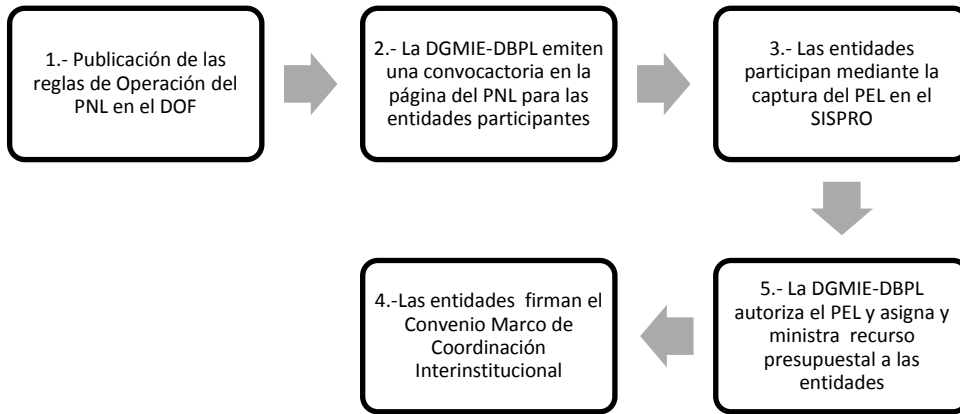 1.- Publicación de las
reglas de Operación del
PNL en el DOF
2.- La DGMIE-DBPL emiten
una convocactoria en la
página del PNL para las
entidades participantes
3.- Las entidades
participan mediante la
captura del PEL en el
SISPRO
5.- La DGMIE-DBPL
autoriza el PEL y asigna y
ministra recurso
presupuestal a las
entidades
4.-Las entidades firman el
Convenio Marco de
Coordinación
Interinstitucional